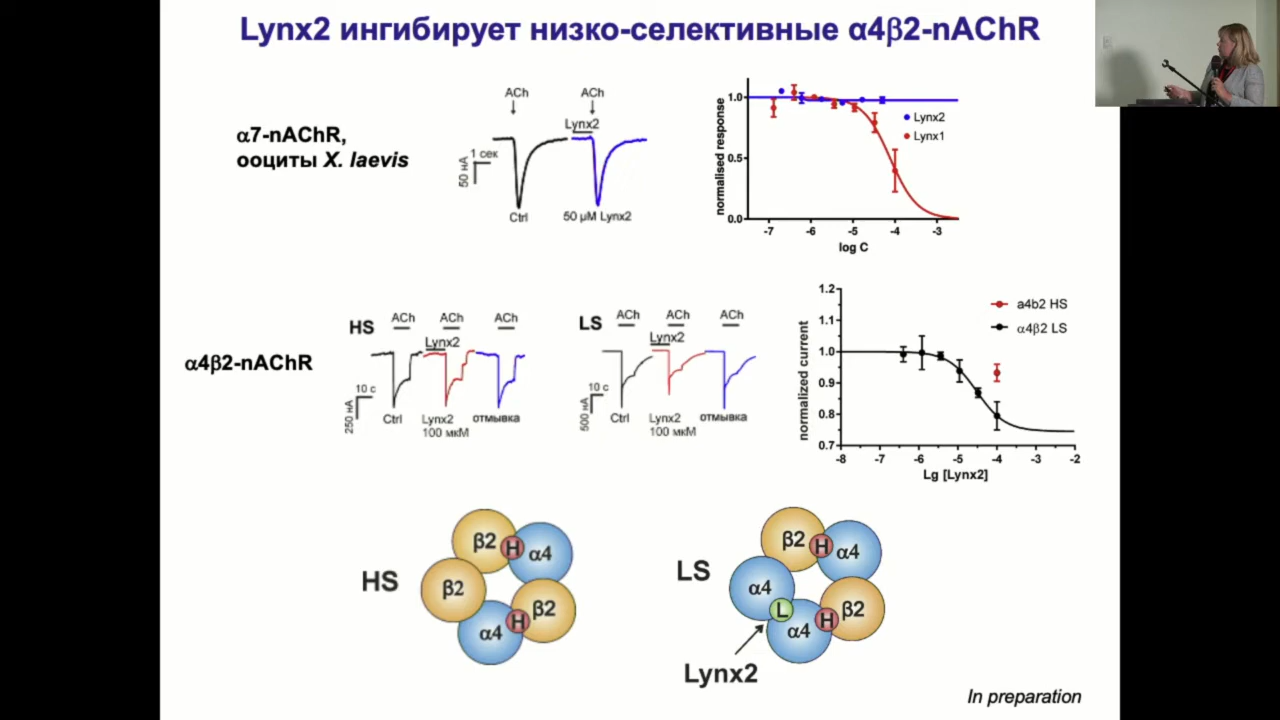 Lynx2 ингибирует низко-селективные α4β2-nAChR
α7-nAChR,
ооциты X. laevis
ACh
ACh
Lynx2
1 сек
50 нА
Ctrl
50 µM Lynx2
normalised response
1.0
0.5
0.0
-7
-6
-5
-4
-3
log C
Lynx2
Lynx1
α4β2-nAChR
HS
ACh
ACh
ACh
Lynx2
10 с
250 нА
Ctrl
Lynx2
100 мкМ
отмывка
LS
ACh
ACh
ACh
Lynx2
10 с
500 нА
Ctrl
Lynx2
100 мкМ
отмывка
normalized current
1.2
1.1
1.0
0.9
0.8
0.7
-8
-7
-6
-5
-4
-3
-2
Lg [Lynx2]
a4b2 HS
α4β2 LS
HS
β2
H
α4
β2
β2
H
α4
LS
β2
H
α4
α4
L
β2
H
α4
Lynx2
In preparation